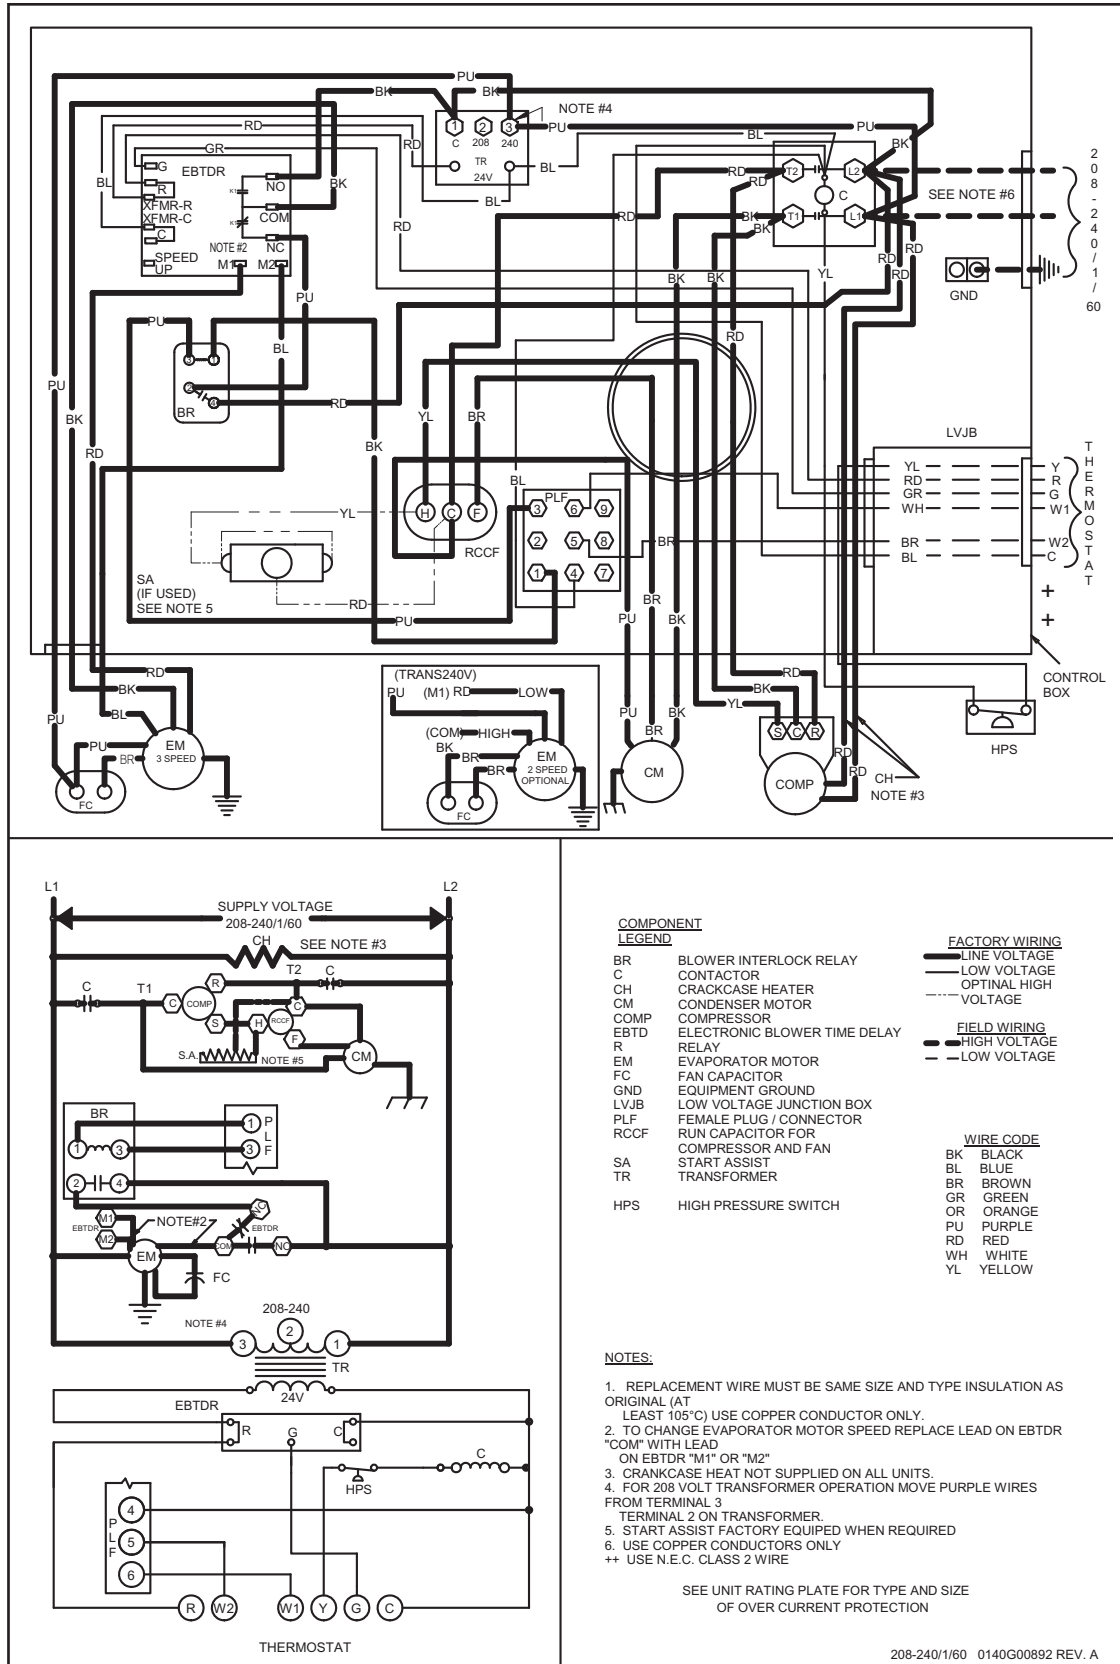 PU
BK
BK
NOTE #4
RD
RD
PU
BL
PU
BK
GR
1
2
3
C
208
240
TR
24V
BL
BL
BL
EBTDR
G
R
XFMR-R
XFMR-C
C
SPEED
UP
K1
K1
NO
COM
NC
NOTE #2
M1
M2
BK
RD
RD
RD
RD
T2
L2
C
BK
BK
T1
L1
SEE NOTE #6
208-240/1/60
GND
RD
RD
RD
YL
PU
BL
PU
BK
BK
RD
PU
3
1
2
4
BR
RD
PU
BK
RD
BK
YL
BR
BL
YL
H
C
F
RCCF
PLF
3
6
9
2
5
8
1
4
7
BR
LVJB
THERMOSTAT
YL
RD
GR
WH
BR
BL
Y
R
G
W1
W2
C
+
+
SA
(IF USED)
SEE NOTE 5
RD
PU
PU
BR
BK
CONTROL
BOX
RD
BK
BL
PU
PU
BR
EM
3 SPEED
FC
(TRANS240V)
PU
(M1) RD
LOW
(COM)
HIGH
BK
BR
BR
EM
2 SPEED
OPTIONAL
FC
PU
BR
BK
CM
RD
BK
YL
S
C
R
COMP
RD
RD
CH
NOTE #3
HPS
L1
L2
SUPPLY VOLTAGE
208-240/1/60
CH
SEE NOTE #3
C
T1
C
COMP
R
S
T2
C
C
H
RCCF
F
S.A.
NOTE #5
CM
BR
1
3
2
4
1
3
PLF
NC
M1
M2
EBTDR
NOTE#2
EBTDR
COM
NO
EM
FC
208-240
NOTE #4
3
2
1
TR
24V
EBTDR
R
G
C
HPS
C
4
5
6
PLF
R
W2
W1
Y
G
C
THERMOSTAT
COMPONENT
LEGEND
BR BLOWER INTERLOCK RELAY
C CONTACTOR
CH CRACKCASE HEATER
CM CONDENSER MOTOR
COMP COMPRESSOR
EBTD ELECTRONIC BLOWER TIME DELAY
R RELAY
EM EVAPORATOR MOTOR
FC FAN CAPACITOR
GND EQUIPMENT GROUND
LVJB LOW VOLTAGE JUNCTION BOX
PLF FEMALE PLUG / CONNECTOR
RCCF RUN CAPACITOR FOR
COMPRESSOR AND FAN
SA START ASSIST
TR TRANSFORMER
HPS HIGH PRESSURE SWITCH
FACTORY WIRING
LINE VOLTAGE
LOW VOLTAGE
OPTINAL HIGH
VOLTAGE
FIELD WIRING
HIGH VOLTAGE
LOW VOLTAGE
WIRE CODE
BK BLACK
BL BLUE
BR BROWN
GR GREEN
OR ORANGE
PU PURPLE
RD RED
WH WHITE
YL YELLOW
NOTES:
1. REPLACEMENT WIRE MUST BE SAME SIZE AND TYPE INSULATION AS
ORIGINAL (AT
LEAST 105°C) USE COPPER CONDUCTOR ONLY.
2. TO CHANGE EVAPORATOR MOTOR SPEED REPLACE LEAD ON EBTDR
"COM" WITH LEAD
ON EBTDR "M1" OR "M2"
3. CRANKCASE HEAT NOT SUPPLIED ON ALL UNITS.
4. FOR 208 VOLT TRANSFORMER OPERATION MOVE PURPLE WIRES
FROM TERMINAL 3
TERMINAL 2 ON TRANSFORMER.
5. START ASSIST FACTORY EQUIPED WHEN REQUIRED
6. USE COPPER CONDUCTORS ONLY
++ USE N.E.C. CLASS 2 WIRE
SEE UNIT RATING PLATE FOR TYPE AND SIZE
OF OVER CURRENT PROTECTION
208-240/1/60 0140G00892 REV. A